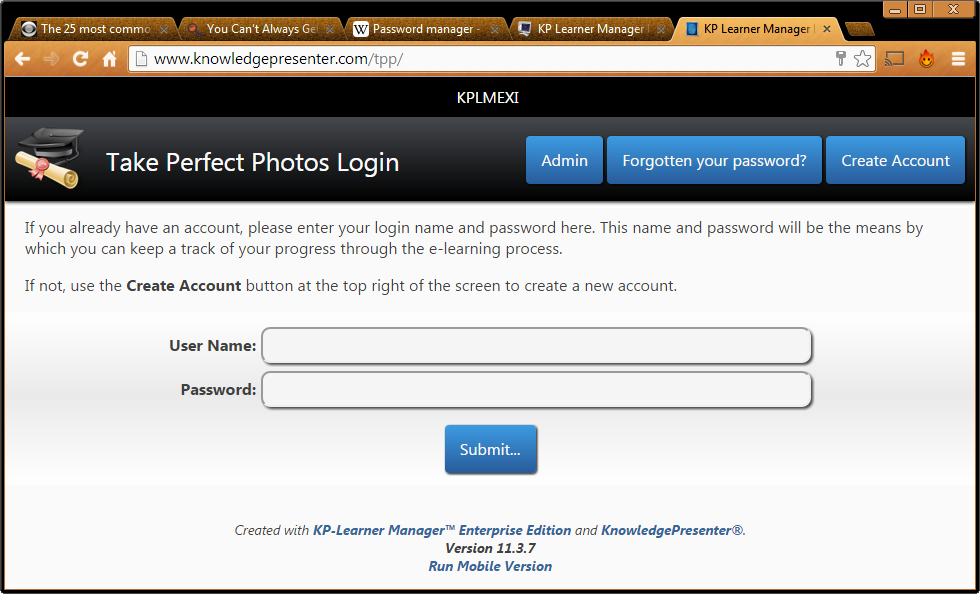 The 25 most commo
You Can't Always Ge
Password manager -
KP Learner Manager
KP Learner Manager
www.knowledgepresenter.com/tpp/
KPLMEXI
Take Perfect Photos Login
Admin
Forgotten your password?
Create Account
If you already have an account, please enter your login name and password here. This name and password will be the means by
which you can keep a track of your progress through the e-learning process.
If not, use the Create Account button at the top right of the screen to create a new account.
User Name:
Password:
Submit...
Created with KP-Learner Manager™ Enterprise Edition and KnowledgePresenter®.
Version 11.3.7
Run Mobile Version